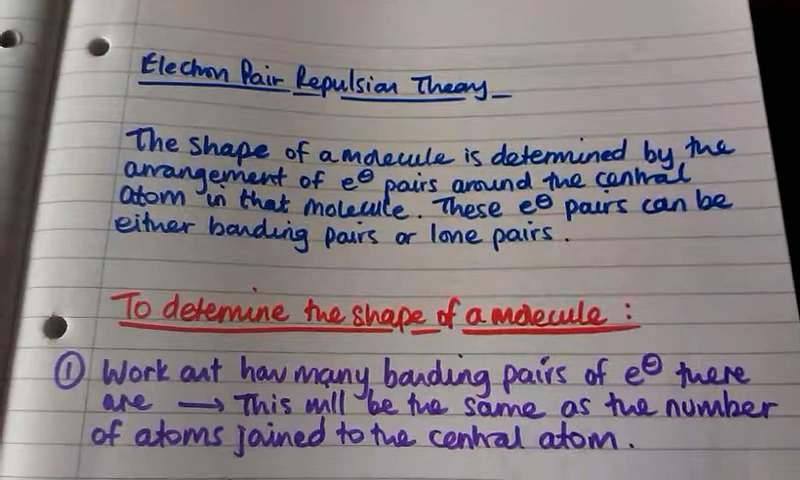 Electron Pair Repulsion Theory
The shape of a molecule is determined by the
arrangement of e⊖ pairs around the central
atom in that molecule. These e⊖ pairs can be
either bonding pairs or lone pairs.
To detemine the shape of a molecule :
① Work out how many bonding pairs of e⊖ there
are → This will be the same as the number
of atoms joined to the central atom.